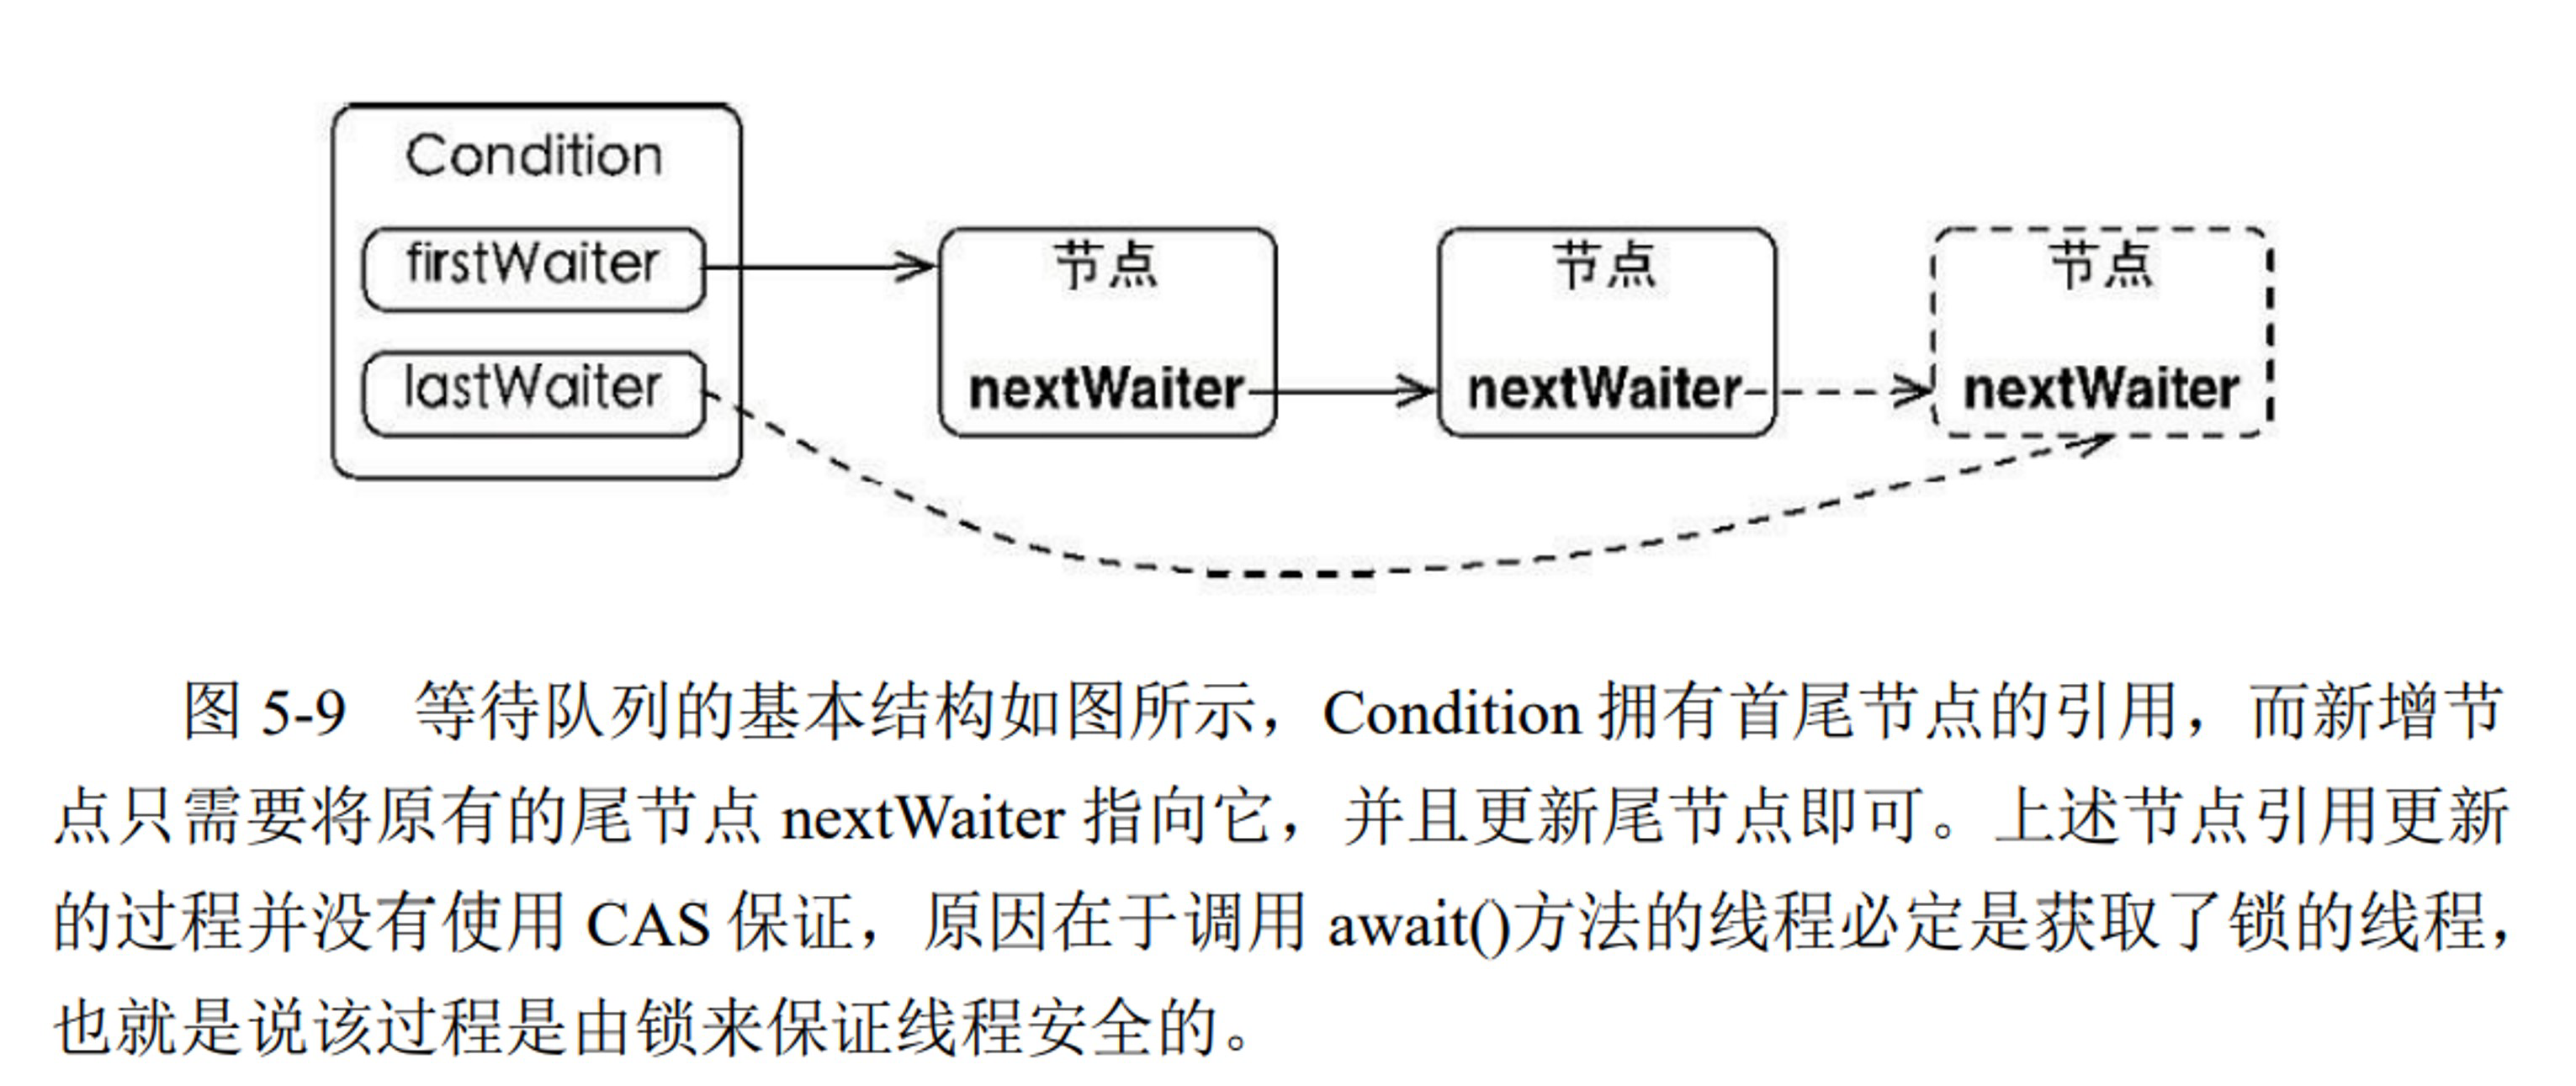 Condition
firstWaiter
lastWaiter
节点
nextWaiter
节点
nextWaiter
节点
nextWaiter
图 5-9 等待队列的基本结构如图所示，Condition 拥有首尾节点的引用，而新增节
点只需要将原有的尾节点 nextWaiter 指向它，并且更新尾节点即可。上述节点引用更新
的过程并没有使用 CAS 保证，原因在于调用 await()方法的线程必定是获取了锁的线程，
也就是说该过程是由锁来保证线程安全的。